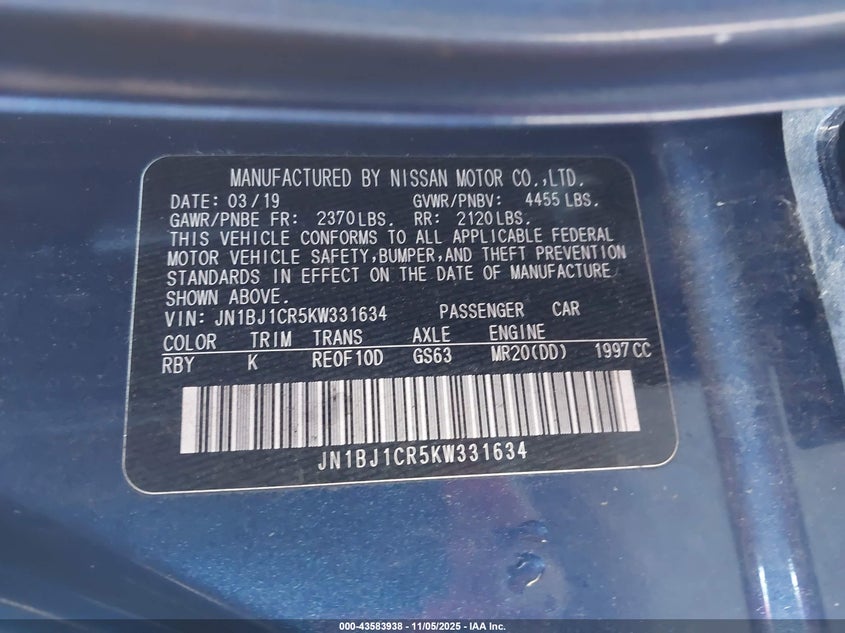 MANUFACTURED BY NISSAN MOTOR CO.,LTD.
DATE: 03/19 GVWR/PNBV: 4455 LBS.
GAWR/PNBE FR: 2370 LBS. RR: 2120 LBS.
THIS VEHICLE CONFORMS TO ALL APPLICABLE FEDERAL
MOTOR VEHICLE SAFETY, BUMPER, AND THEFT PREVENTION
STANDARDS IN EFFECT ON THE DATE OF MANUFACTURE
SHOWN ABOVE.
VIN: JN1BJ1CR5KW331634 PASSENGER CAR
COLOR TRIM TRANS AXLE ENGINE
RBY K RE0F10D GS63 MR20(DD) 1997CC
JN1BJ1CR5KW331634
000-43583938 - 11/05/2025 - IAA Inc.